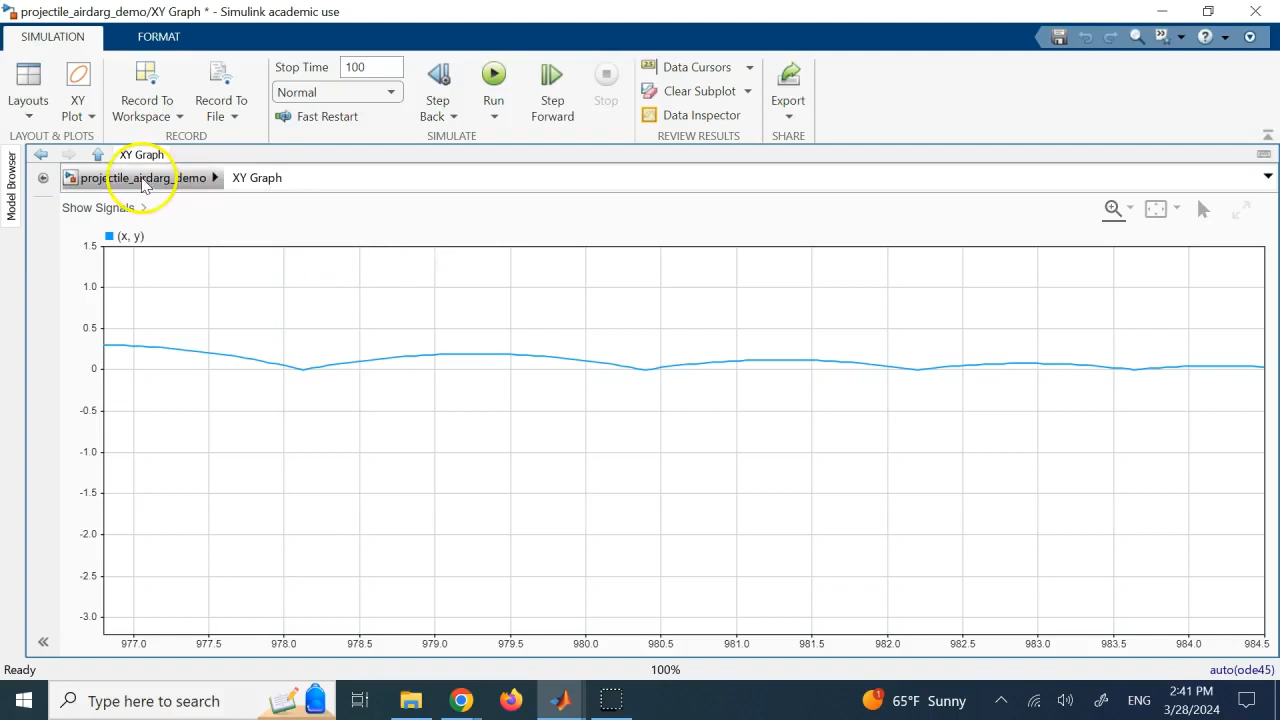 projectile_airdarg_demo/XY Graph * - Simulink academic use
SIMULATION FORMAT
Layouts
XY Plot
LAYOUT & PLOTS
Record To Workspace
Record To File
RECORD
Stop Time 100
Normal
Fast Restart
Step Back
Run
Step Forward
Stop
SIMULATE
Data Cursors
Clear Subplot
Data Inspector
REVIEW RESULTS
Export
SHARE
Model Browser
XY Graph
projectile_airdarg_demo XY Graph
Show Signals
(x, y)
1.5
1.0
0.5
0
-0.5
-1.0
-1.5
-2.0
-2.5
-3.0
977.0 977.5 978.0 978.5 979.0 979.5 980.0 980.5 981.0 981.5 982.0 982.5 983.0 983.5 984.0 984.5
Ready 100% auto(ode45)
Type here to search
1
65°F Sunny
ENG
2:41 PM
3/28/2024